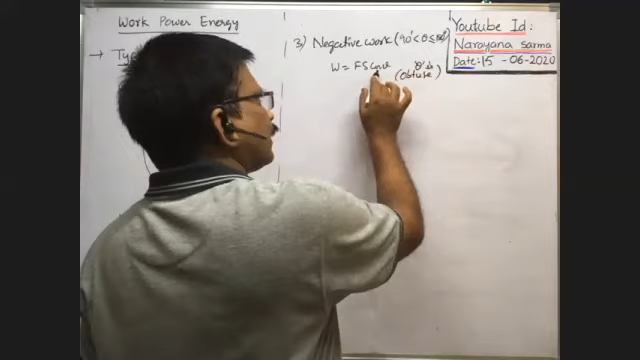 Work Power Energy
→ Ty
3) Negative work (90° < θ ≤ 180°)
W = FS cosθ (θ is obtuse)
Youtube Id:
Narayana Sarma
Date: 15 - 06-2020